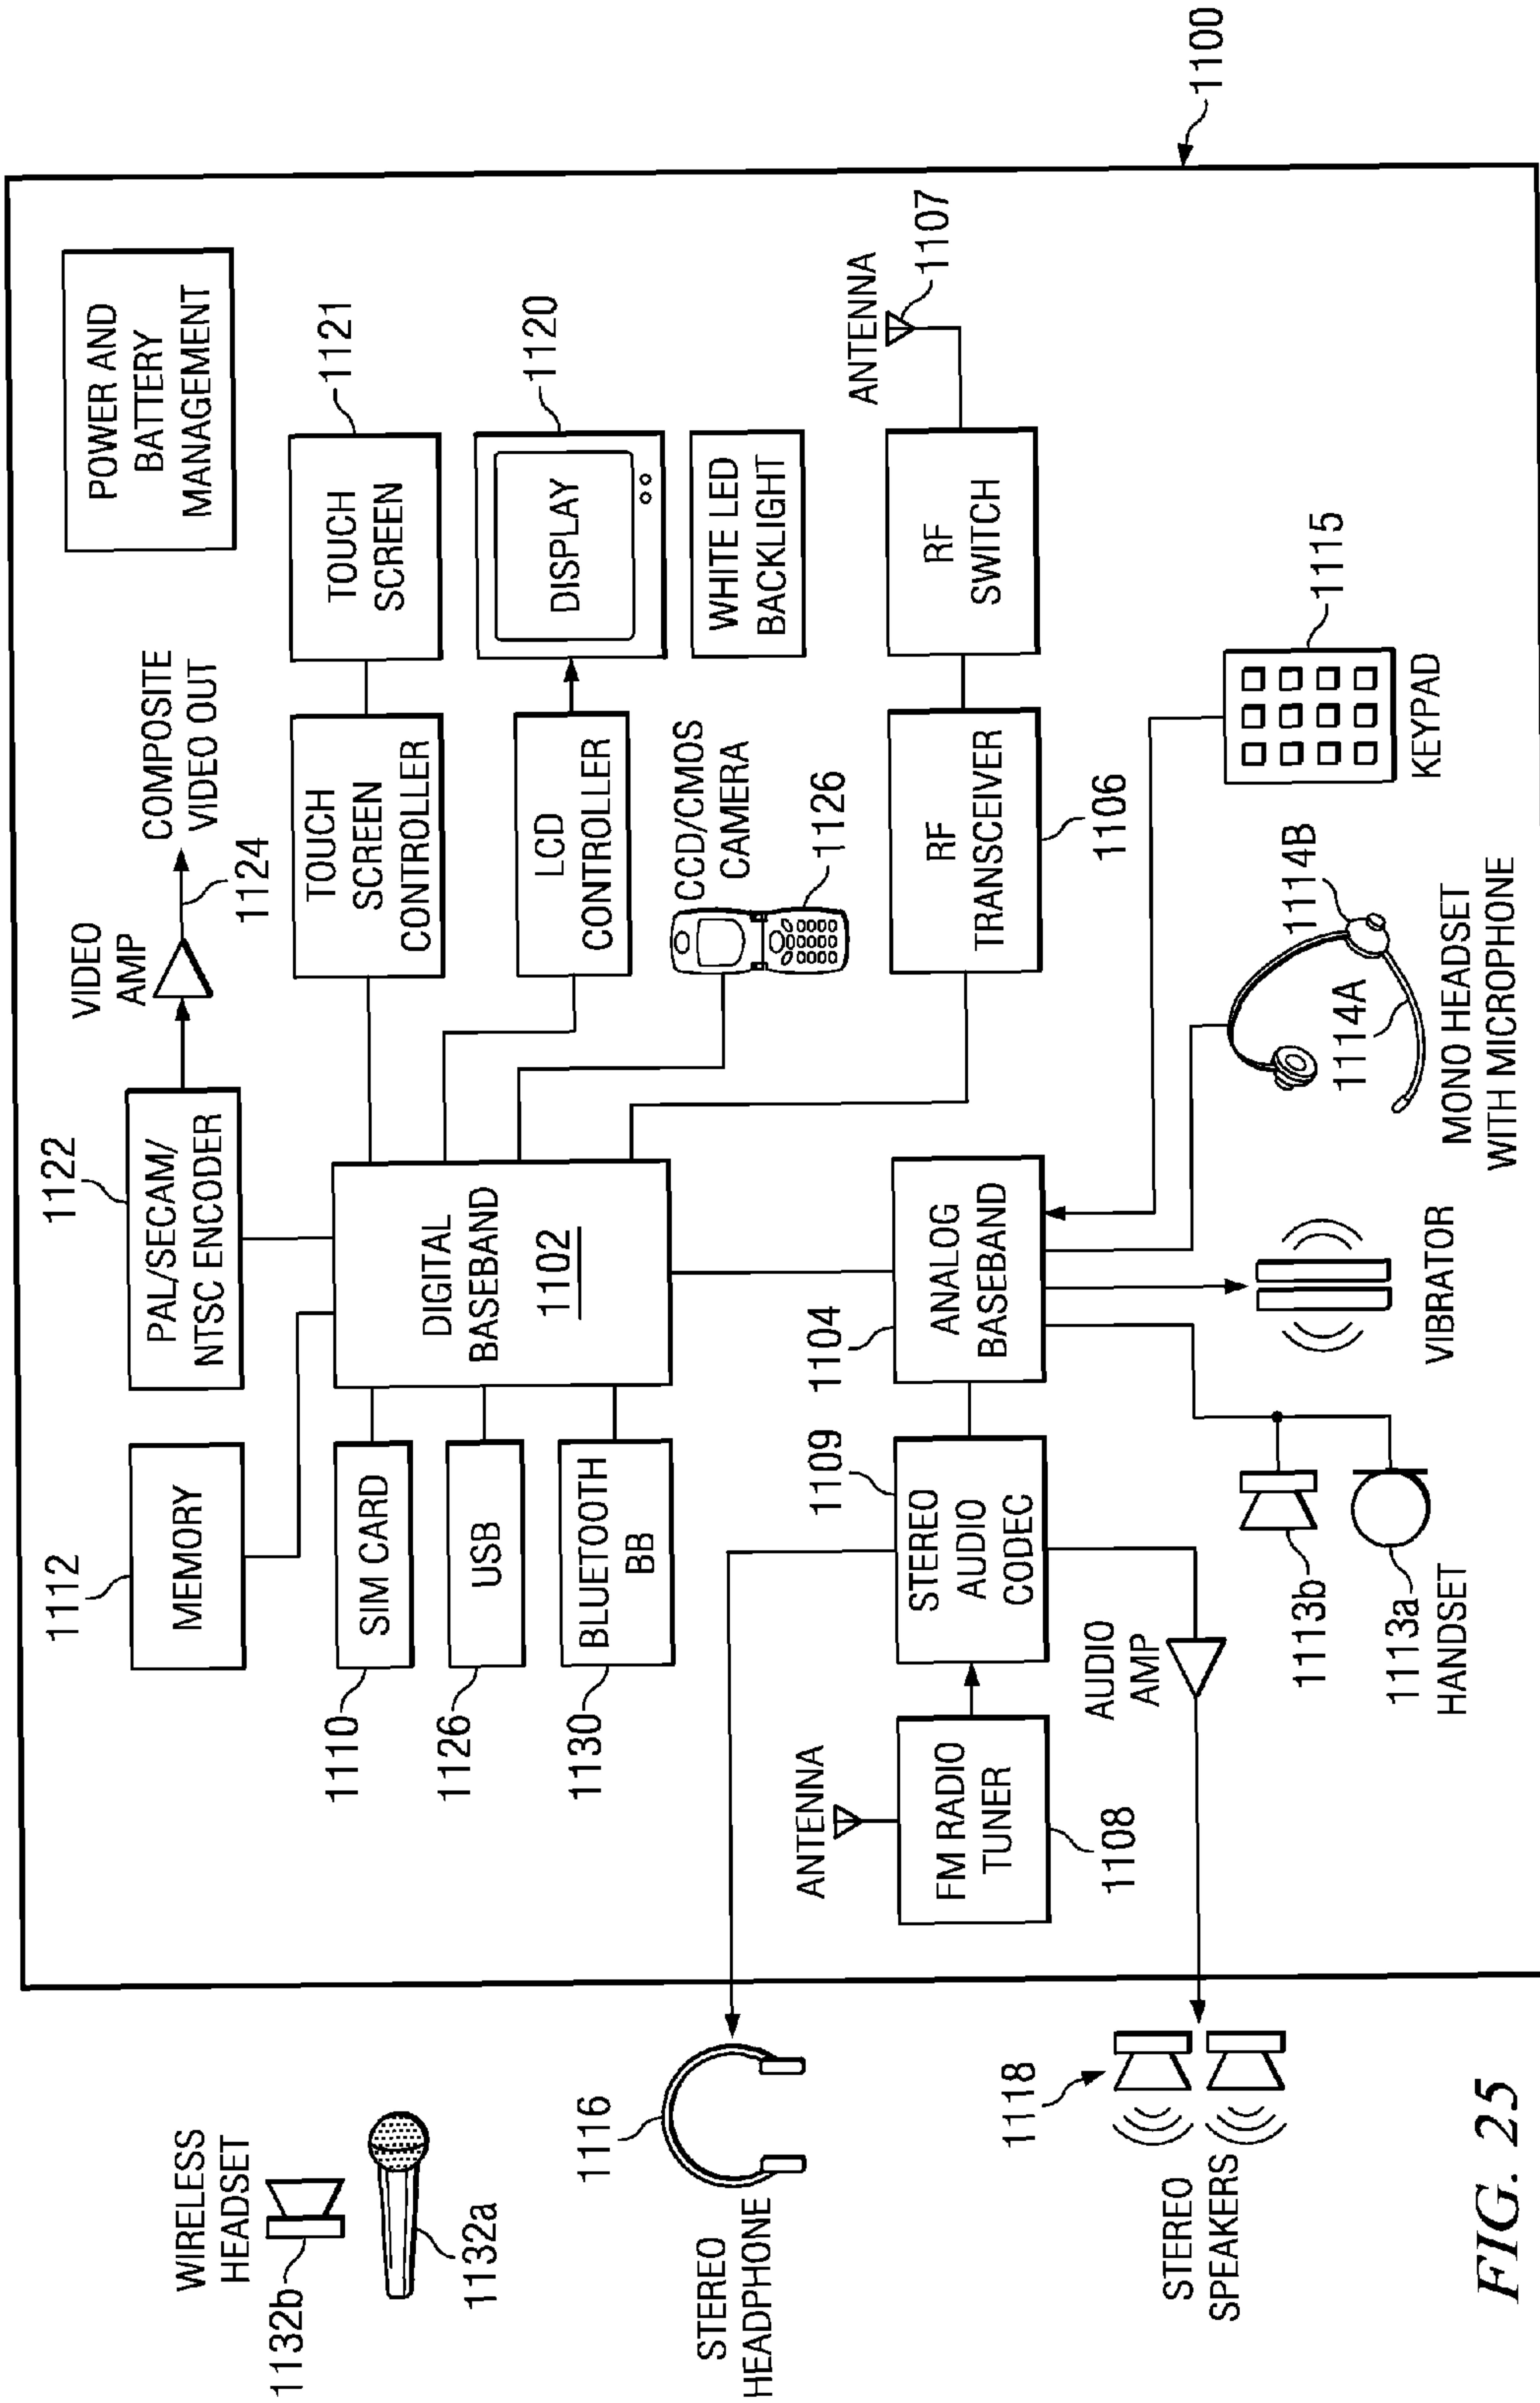 POWER AND
BATTERY
MANAGEMENT
1100
VIDEO
AMP
COMPOSITE
VIDEO OUT
1124
1122
PAL/SECAM/
NTSC ENCODER
1112
MEMORY
TOUCH
SCREEN
CONTROLLER
TOUCH
SCREEN
1121
LCD
CONTROLLER
DISPLAY
1120
WHITE LED
BACKLIGHT
CCD/CMOS
CAMERA
1126
DIGITAL
BASEBAND
1102
SIM CARD
1110
USB
1126
BLUETOOTH
BB
1130
WIRELESS
HEADSET
1132b
1132a
1116
STEREO
HEADPHONE
ANTENNA
1107
RF
SWITCH
RF
TRANSCEIVER
1106
ANALOG
BASEBAND
1104
1109
STEREO
AUDIO
CODEC
ANTENNA
FM RADIO
TUNER
1108
AUDIO
AMP
1118
STEREO
SPEAKERS
1113b
1113a
HANDSET
VIBRATOR
1114A
1114B
MONO HEADSET
WITH MICROPHONE
1115
KEYPAD
FIG. 25